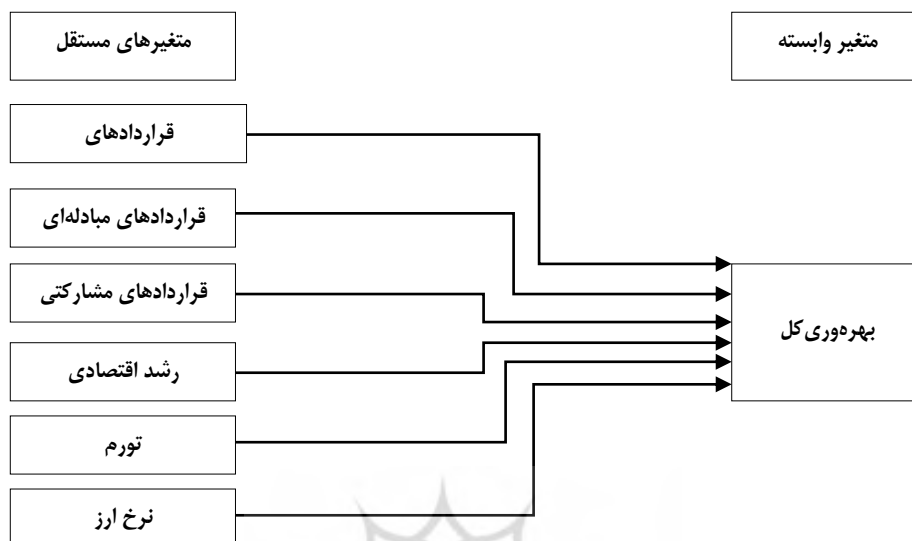 متغیرهای مستقل
متغیر وابسته
قراردادهای
قراردادهای مبادله‌ای
قراردادهای مشارکتی
رشد اقتصادی
تورم
نرخ ارز
بهره‌وری کل